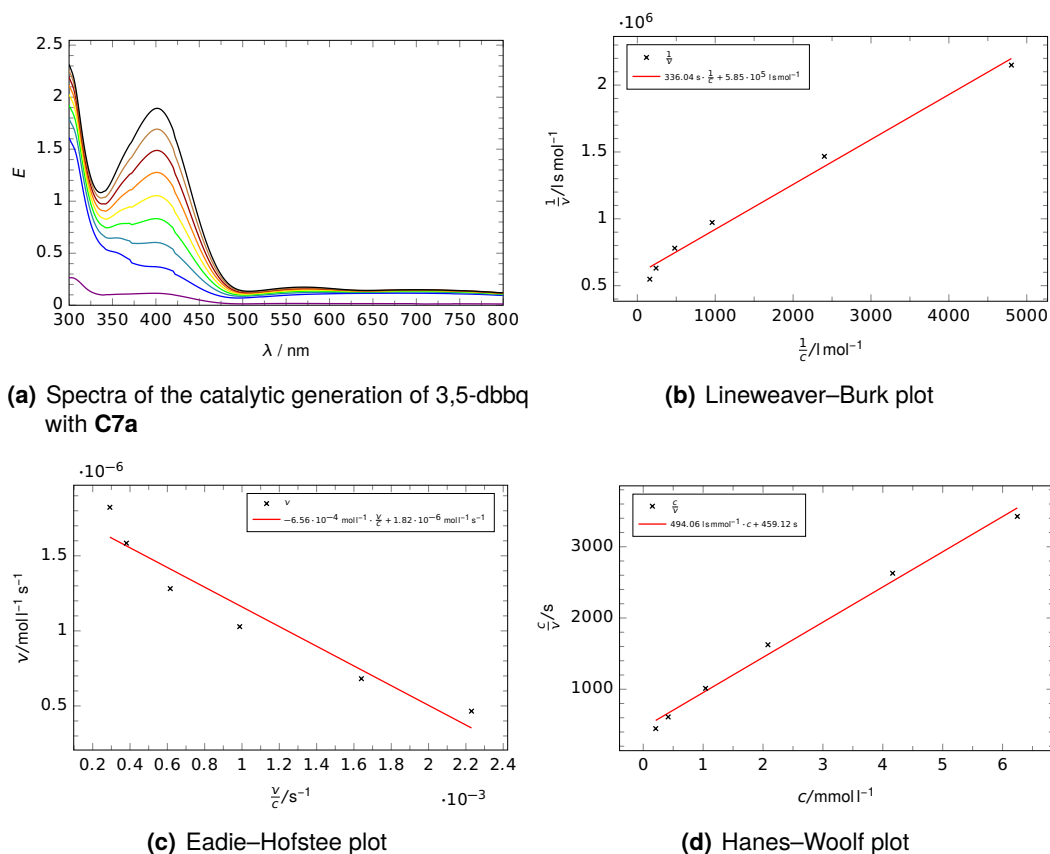 2.5
2
1.5
1
0.5
0
E
300 350 400 450 500 550 600 650 700 750 800
λ / nm
(a) Spectra of the catalytic generation of 3,5-dbbq
with C7a
·10⁶
1/ν
336.04 s · 1/c + 5.85 · 10⁵ l s mol⁻¹
2
1.5
1
0.5
1/ν /l s mol⁻¹
0 1000 2000 3000 4000 5000
1/c /l mol⁻¹
(b) Lineweaver–Burk plot
·10⁻⁶
ν
−6.56 · 10⁻⁴ mol l⁻¹ · ν/c + 1.82 · 10⁻⁶ mol l⁻¹ s⁻¹
1.5
1
0.5
ν/mol l⁻¹ s⁻¹
0.2 0.4 0.6 0.8 1 1.2 1.4 1.6 1.8 2 2.2 2.4
ν/c /s⁻¹
·10⁻³
(c) Eadie–Hofstee plot
c/ν
494.06 l s mmol⁻¹ · c + 459.12 s
3000
2000
1000
c/ν /s
0 1 2 3 4 5 6
c/mmol l⁻¹
(d) Hanes–Woolf plot